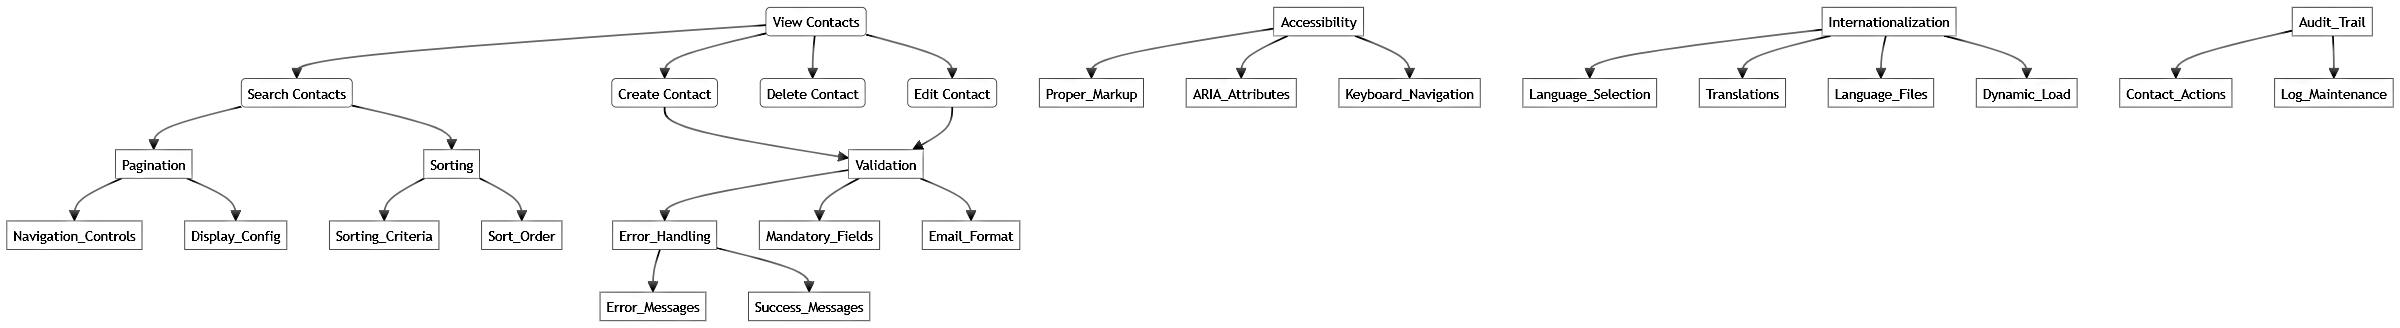 View Contacts
Accessibility
Internationalization
Audit_Trail
Search Contacts
Create Contact
Delete Contact
Edit Contact
Proper_Markup
ARIA_Attributes
Keyboard_Navigation
Language_Selection
Translations
Language_Files
Dynamic_Load
Contact_Actions
Log_Maintenance
Pagination
Sorting
Validation
Navigation_Controls
Display_Config
Sorting_Criteria
Sort_Order
Error_Handling
Mandatory_Fields
Email_Format
Error_Messages
Success_Messages